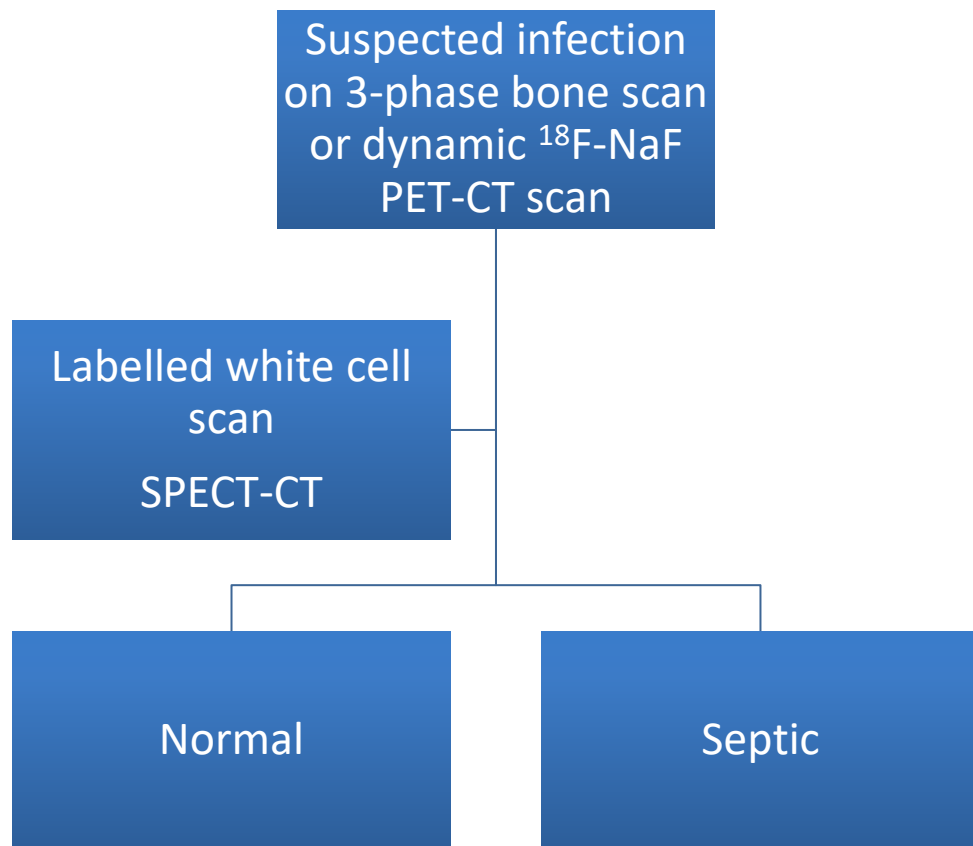 Suspected infection
on 3-phase bone scan
or dynamic ¹⁸F-NaF
PET-CT scan
Labelled white cell
scan
SPECT-CT
Normal
Septic